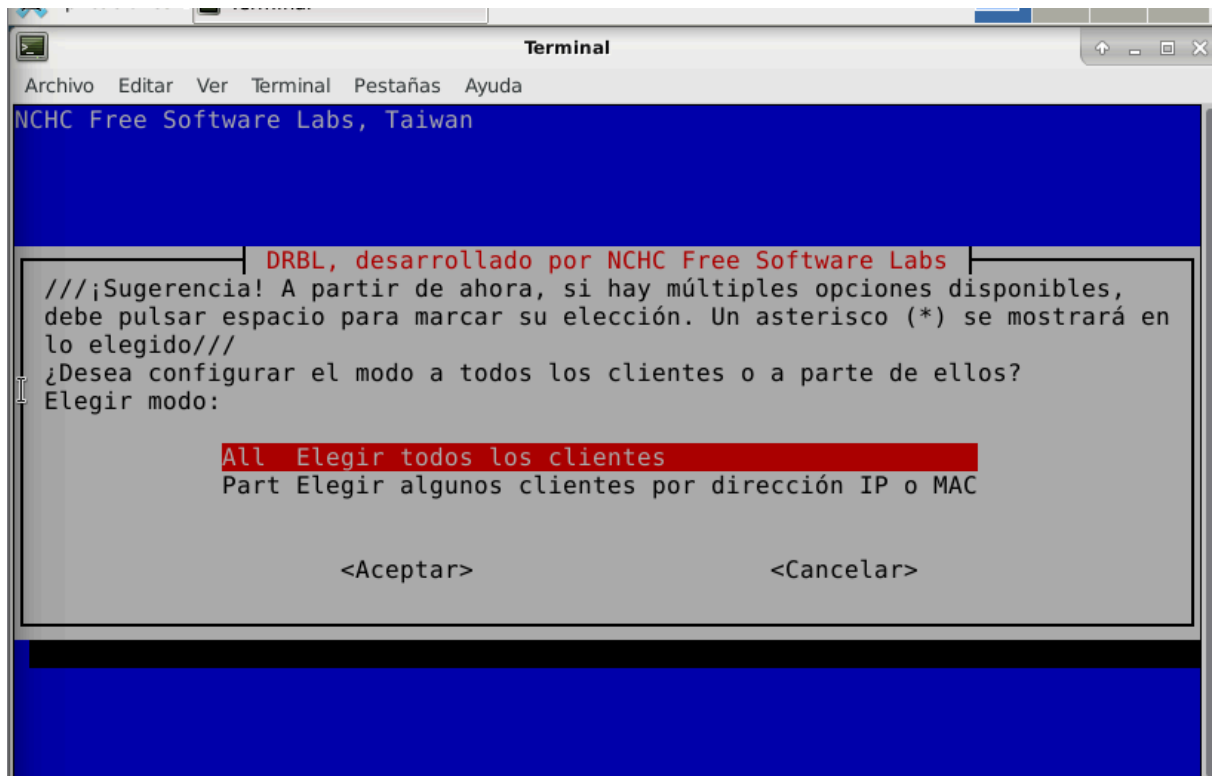 Terminal
Archivo Editar Ver Terminal Pestañas Ayuda
NCHC Free Software Labs, Taiwan
DRBL, desarrollado por NCHC Free Software Labs
///¡Sugerencia! A partir de ahora, si hay múltiples opciones disponibles,
debe pulsar espacio para marcar su elección. Un asterisco (*) se mostrará en
lo elegido///
¿Desea configurar el modo a todos los clientes o a parte de ellos?
Elegir modo:
All Elegir todos los clientes
Part Elegir algunos clientes por dirección IP o MAC
<Aceptar> <Cancelar>